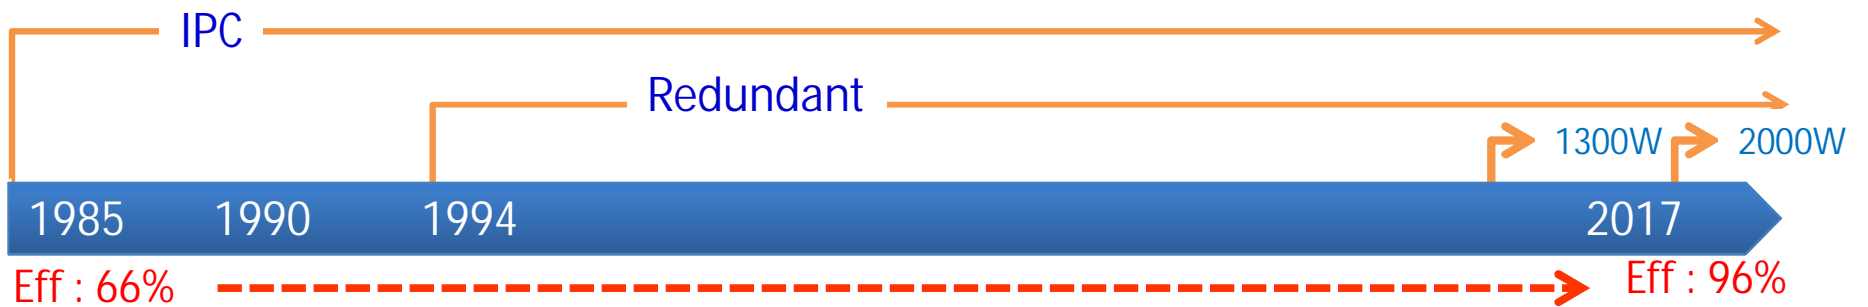 IPC
Redundant
1300W 2000W
1985 1990 1994 2017
Eff : 66% Eff : 96%